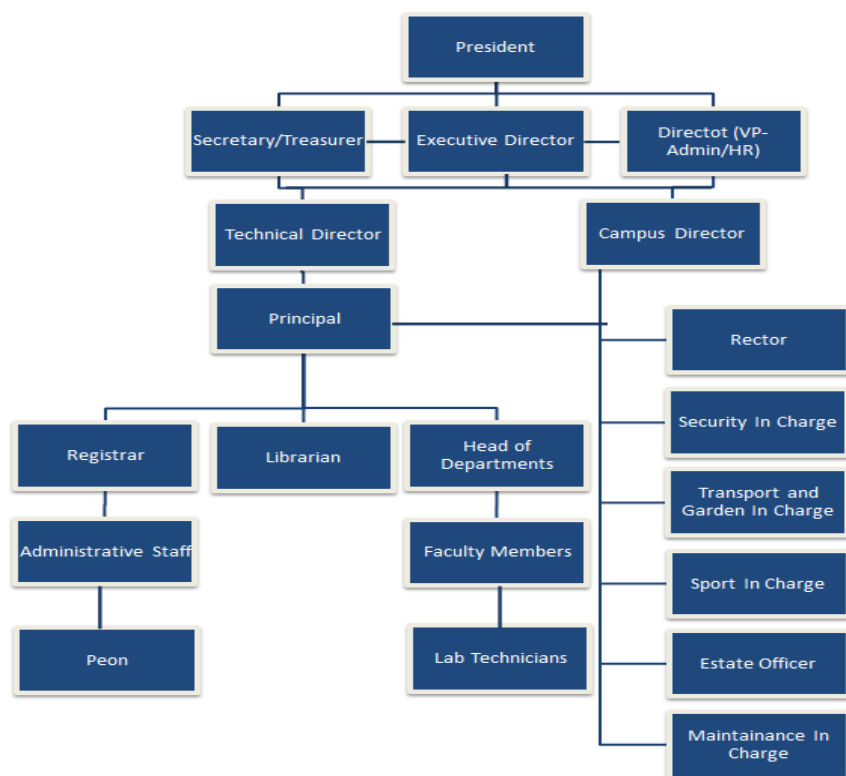 President
Secretary/Treasurer
Executive Director
Directot (VP-
Admin/HR)
Technical Director
Campus Director
Principal
Rector
Registrar
Librarian
Head of
Departments
Security In Charge
Transport and
Garden In Charge
Administrative Staff
Faculty Members
Sport In Charge
Peon
Lab Technicians
Estate Officer
Maintainance In
Charge